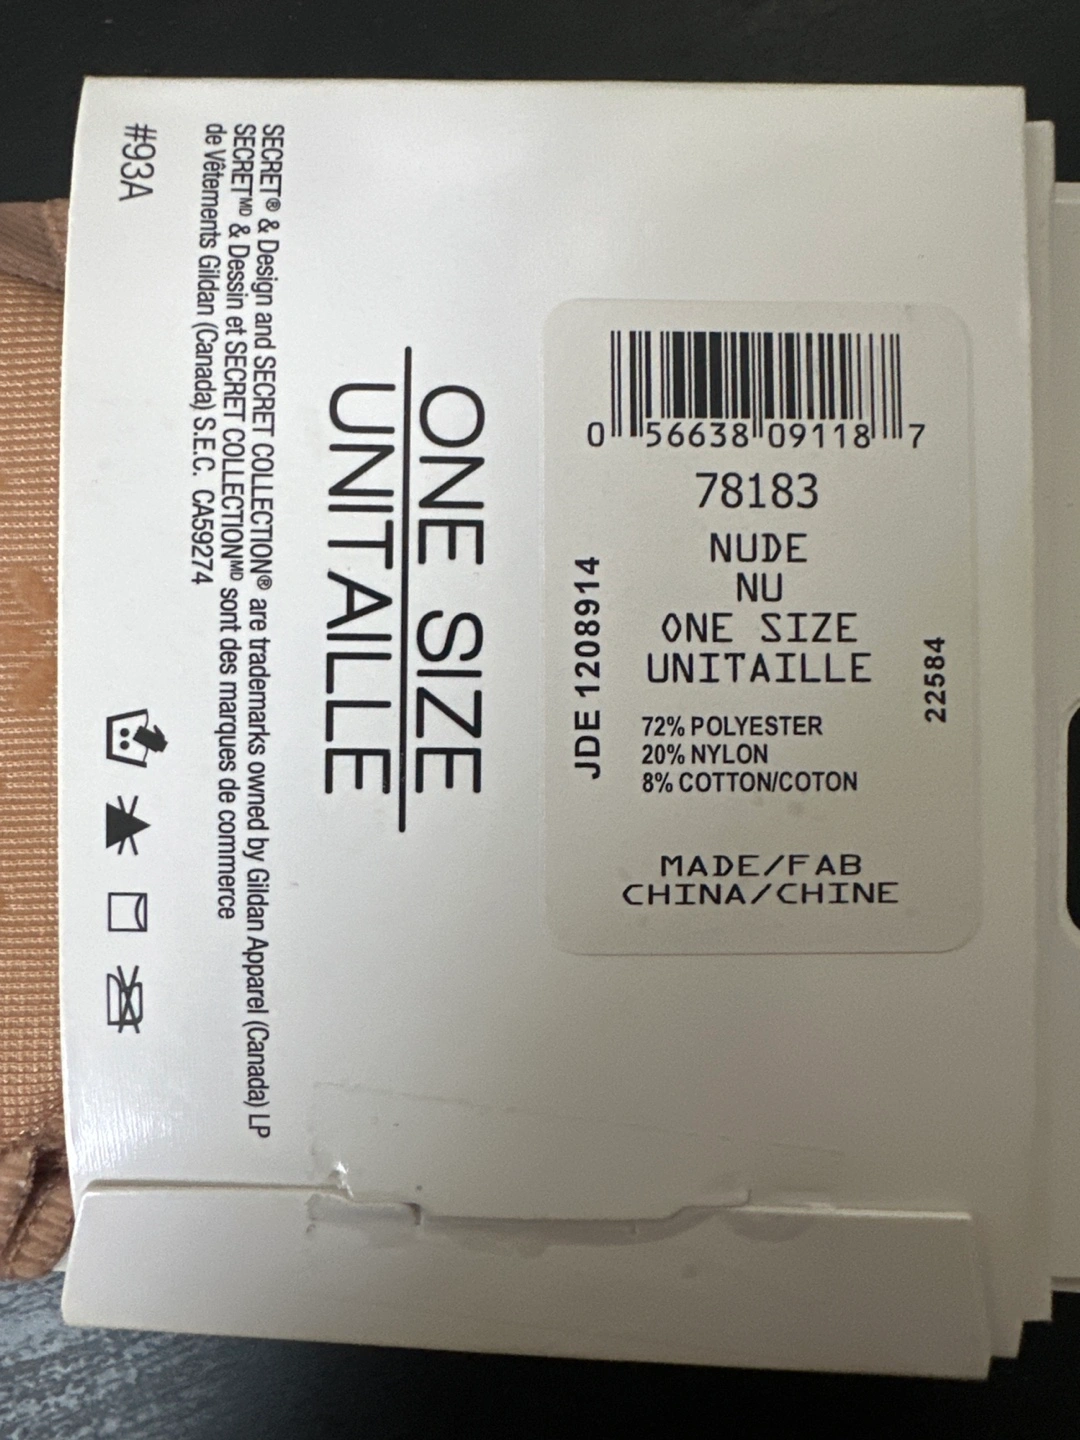 #93A
SECRET® & Design and SECRET COLLECTION® are trademarks owned by Gildan Apparel (Canada) LP
SECRETᴹᴰ & Dessin et SECRET COLLECTIONᴹᴰ sont des marques de commerce
de Vêtements Gildan (Canada) S.E.C. CA59274
ONE SIZE
UNITAILLE
0 56638 09118 7
78183
NUDE
NU
ONE SIZE
UNITAILLE
72% POLYESTER
20% NYLON
8% COTTON/COTON
MADE/FAB
CHINA/CHINE
JDE 1208914
22584